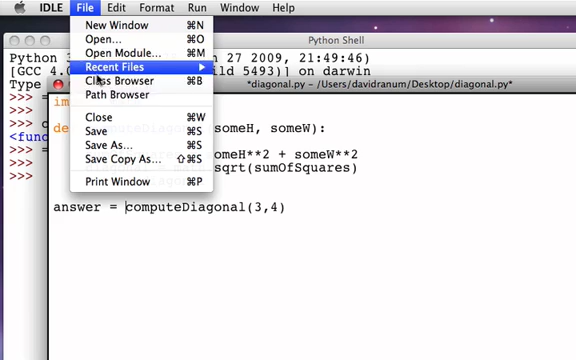 IDLE File Edit Format Run Window Help
New Window ⌘N
Open... ⌘O
Open Module... ⌘M
Recent Files ▶
Class Browser ⌘B
Path Browser
Close ⌘W
Save ⌘S
Save As... ⌘S
Save Copy As... ⇧⌘S
Print Window ⌘P
Python Shell
Python 3
n 27 2009, 21:49:46)
[GCC 4.0
ild 5493)] on darwin
Type
>>> =
>>>
>>> c
<func
>>> =
>>>
*diagonal.py - /Users/davidranum/Desktop/diagonal.py*
im
de
someH, someW):
someH**2 + someW**2
sqrt(sumOfSquares)
answer = computeDiagonal(3,4)